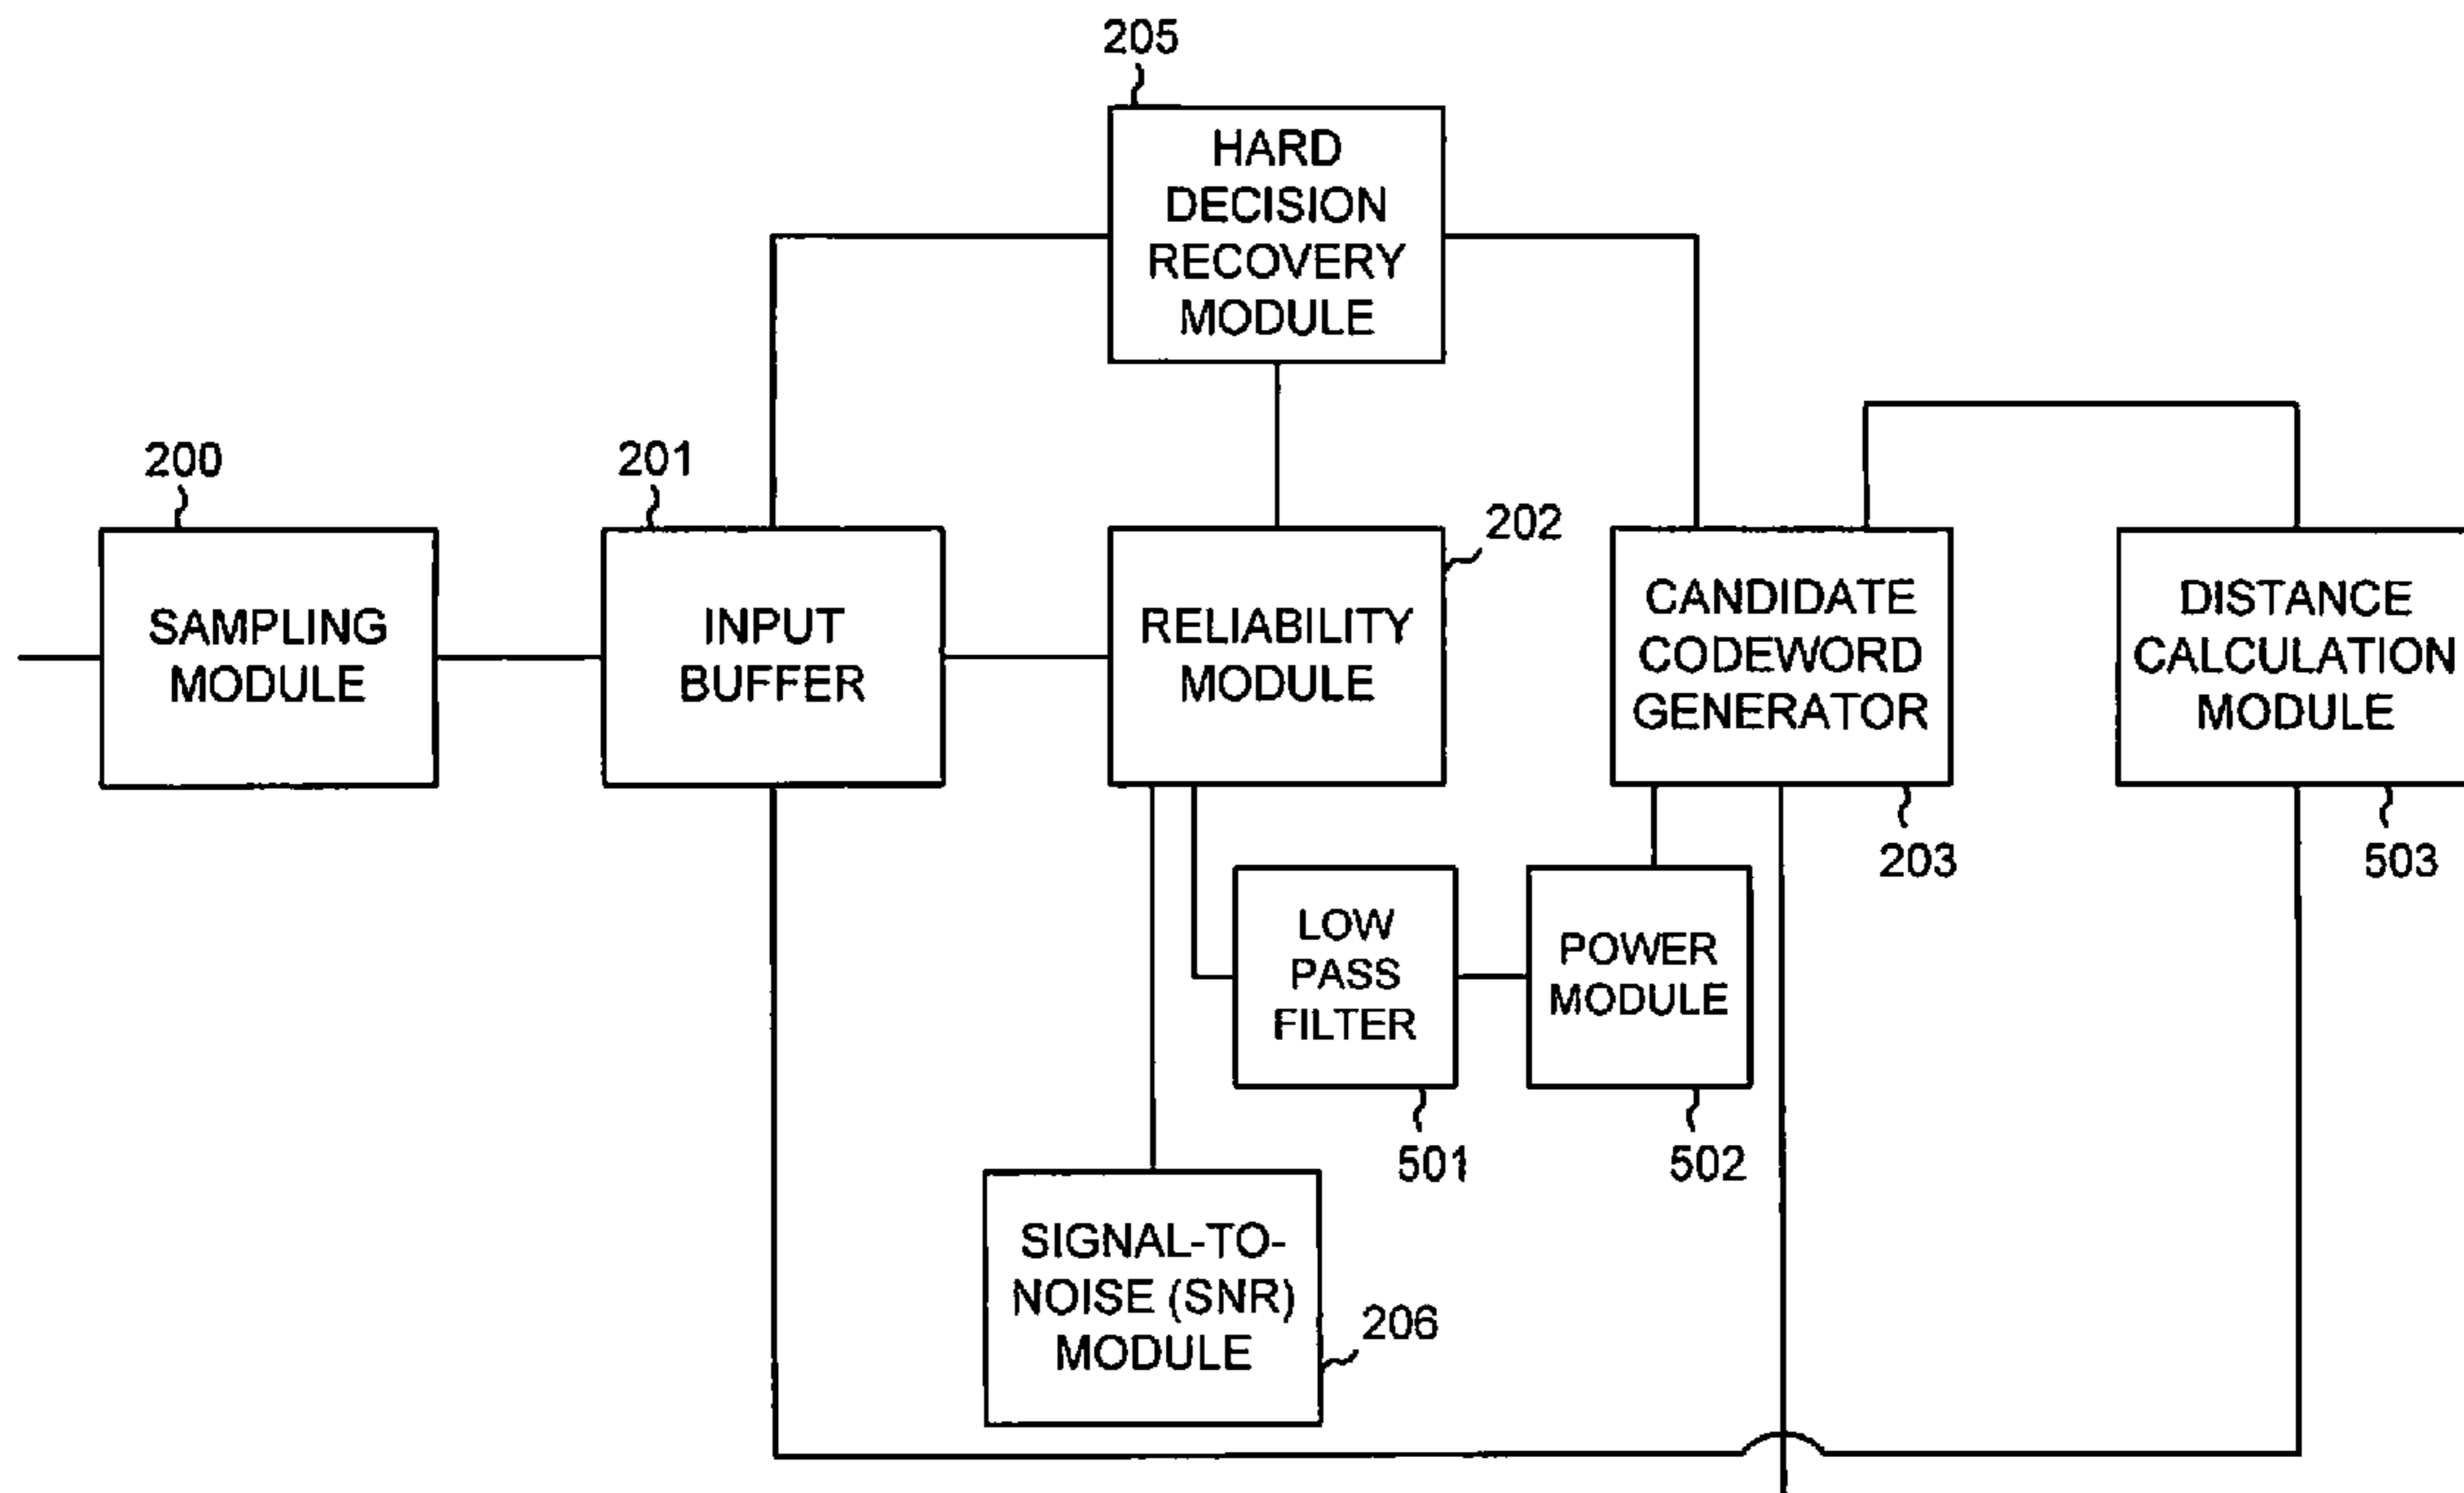 205
HARD
DECISION
RECOVERY
MODULE
200
201
202
SAMPLING
MODULE
INPUT
BUFFER
RELIABILITY
MODULE
CANDIDATE
CODEWORD
GENERATOR
DISTANCE
CALCULATION
MODULE
203
503
LOW
PASS
FILTER
POWER
MODULE
501
502
SIGNAL-TO-
NOISE (SNR)
MODULE
206